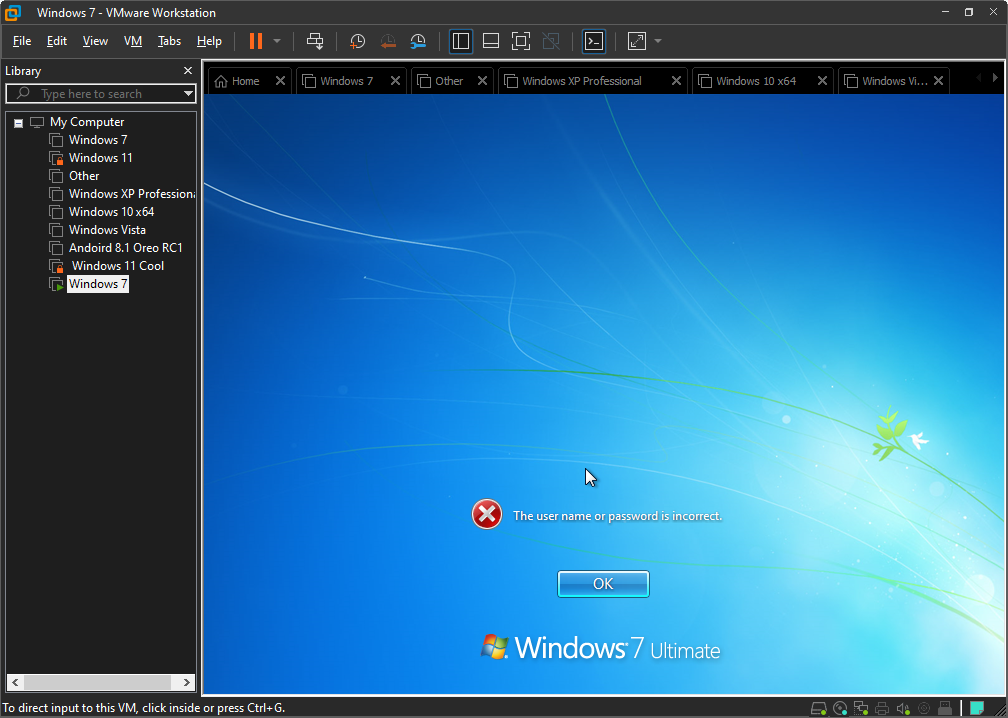 Windows 7 - VMware Workstation
File Edit View VM Tabs Help
Library
Type here to search
Home
Windows 7
Other
Windows XP Professional
Windows 10 x64
Windows Vi...
My Computer
Windows 7
Windows 11
Other
Windows XP Professiona
Windows 10 x64
Windows Vista
Andoird 8.1 Oreo RC1
Windows 11 Cool
Windows 7
The user name or password is incorrect.
OK
Windows 7 Ultimate
To direct input to this VM, click inside or press Ctrl+G.